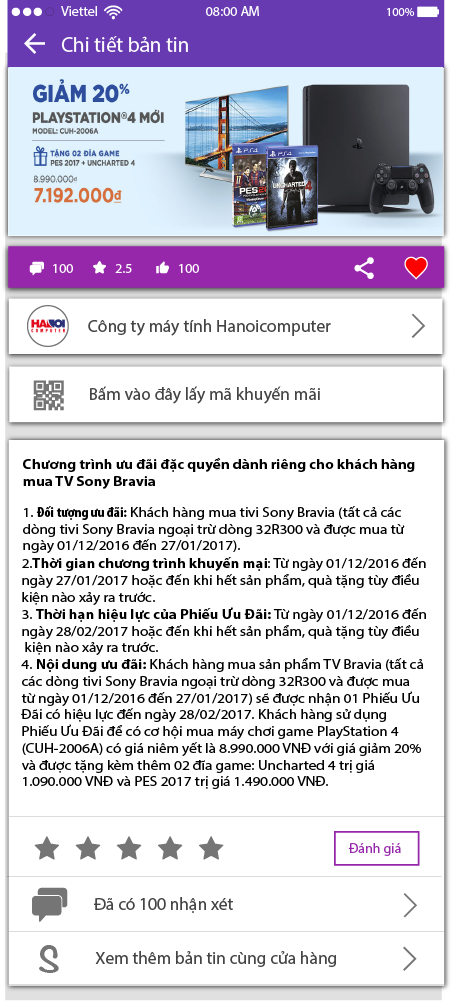 Viettel 08:00 AM 100%
Chi tiết bản tin
GIẢM 20%
PLAYSTATION®4 MỚI
MODEL: CUH-2006A
TẶNG 02 ĐĨA GAME
PES 2017 + UNCHARTED 4
8.990.000đ
7.192.000đ
PS4 PS4
PES 2
UNCHARTED 4
100 2.5 100
HANOI
COMPUTER
Công ty máy tính Hanoicomputer
Bấm vào đây lấy mã khuyến mãi
Chương trình ưu đãi đặc quyền dành riêng cho khách hàng
mua TV Sony Bravia
1. Đối tượng ưu đãi: Khách hàng mua tivi Sony Bravia (tất cả các
dòng tivi Sony Bravia ngoại trừ dòng 32R300 và được mua từ
ngày 01/12/2016 đến 27/01/2017).
2.Thời gian chương trình khuyến mại: Từ ngày 01/12/2016 đến
ngày 27/01/2017 hoặc đến khi hết sản phẩm, quà tặng tùy điều
kiện nào xảy ra trước.
3. Thời hạn hiệu lực của Phiếu Ưu Đãi: Từ ngày 01/12/2016 đến
ngày 28/02/2017 hoặc đến khi hết sản phẩm, quà tặng tùy điều
kiện nào xảy ra trước.
4. Nội dung ưu đãi: Khách hàng mua sản phẩm TV Bravia (tất cả
các dòng tivi Sony Bravia ngoại trừ dòng 32R300 và được mua
từ ngày 01/12/2016 đến 27/01/2017) sẽ được nhận 01 Phiếu Ưu
Đãi có hiệu lực đến ngày 28/02/2017. Khách hàng sử dụng
Phiếu Ưu Đãi để có cơ hội mua máy chơi game PlayStation 4
(CUH-2006A) có giá niêm yết là 8.990.000 VNĐ với giá giảm 20%
và được tặng kèm thêm 02 đĩa game: Uncharted 4 trị giá
1.090.000 VNĐ và PES 2017 trị giá 1.490.000 VNĐ.
Đánh giá
Đã có 100 nhận xét
Xem thêm bản tin cùng cửa hàng